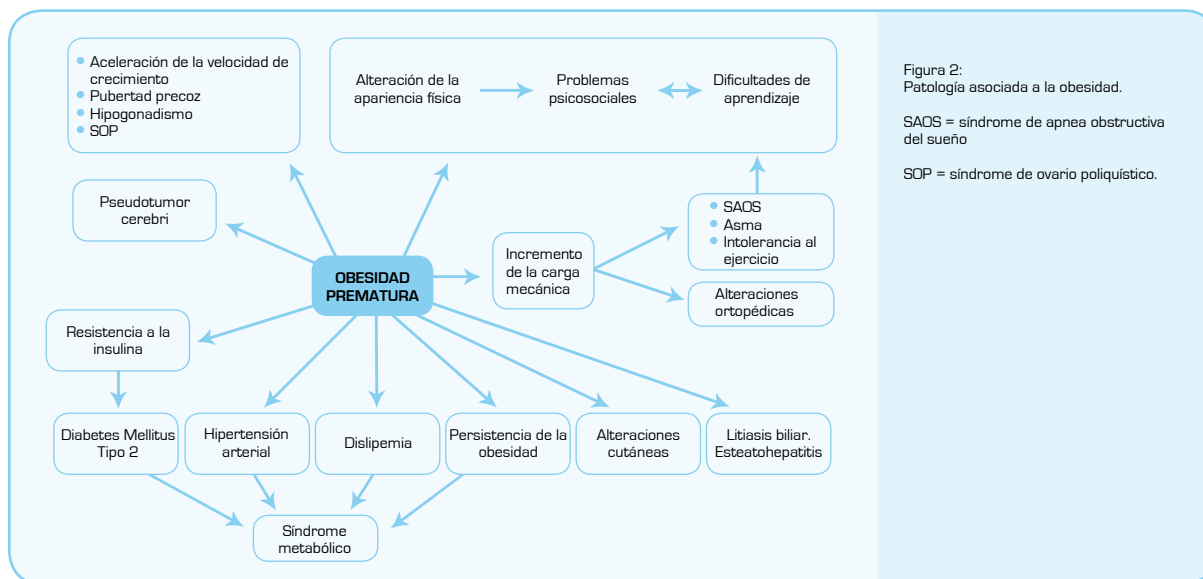 Aceleración de la velocidad de
crecimiento
Pubertad precoz
Hipogonadismo
SOP
Alteración de la
apariencia física
Problemas
psicosociales
Dificultades de
aprendizaje
Pseudotumor
cerebri
OBESIDAD
PREMATURA
Incremento
de la carga
mecánica
SAOS
Asma
Intolerancia al
ejercicio
Alteraciones
ortopédicas
Resistencia a la
insulina
Diabetes Mellitus
Tipo 2
Hipertensión
arterial
Dislipemia
Persistencia de la
obesidad
Alteraciones
cutáneas
Litiasis biliar.
Esteatohepatitis
Síndrome
metabólico
Figura 2:
Patología asociada a la obesidad.
SAOS = síndrome de apnea obstructiva
del sueño
SOP = síndrome de ovario poliquístico.